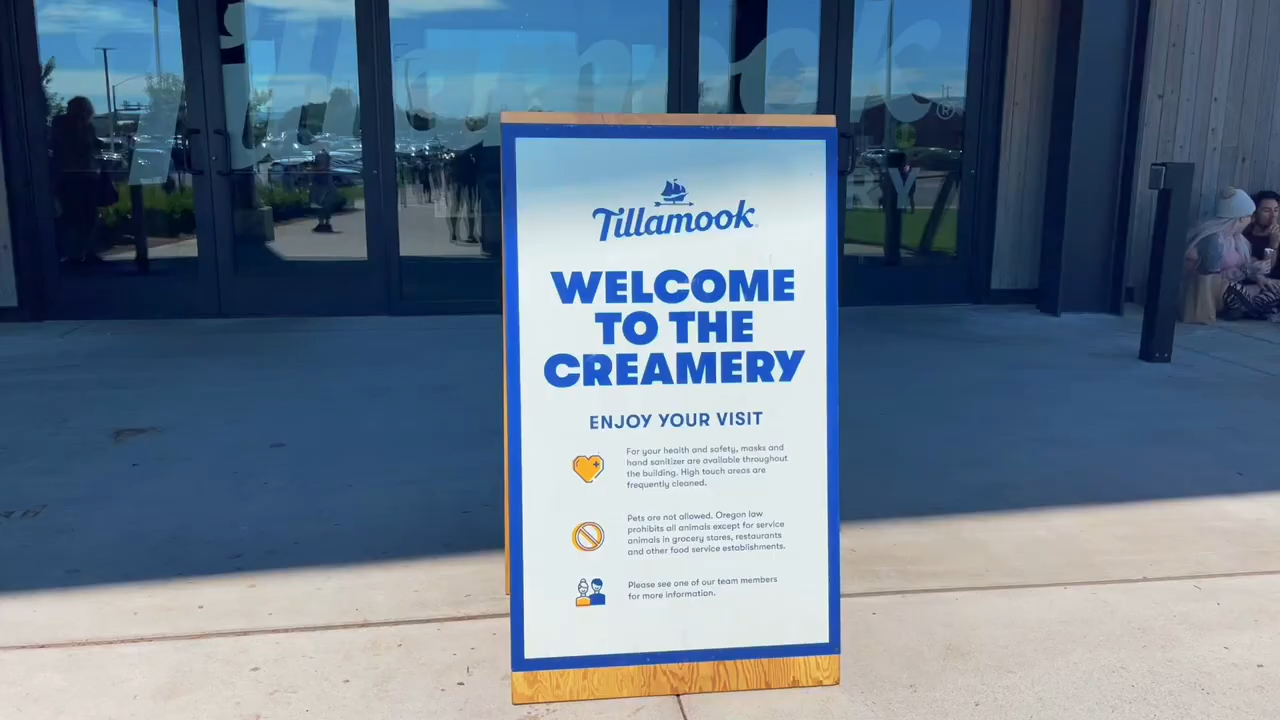 Tillamook
®
RY
Tillamook
WELCOME
TO THE
CREAMERY
ENJOY YOUR VISIT
For your health and safety, masks and
hand sanitizer are available throughout
the building. High touch areas are
frequently cleaned.
Pets are not allowed. Oregon law
prohibits all animals except for service
animals in grocery stores, restaurants
and other food service establishments.
Please see one of our team members
for more information.